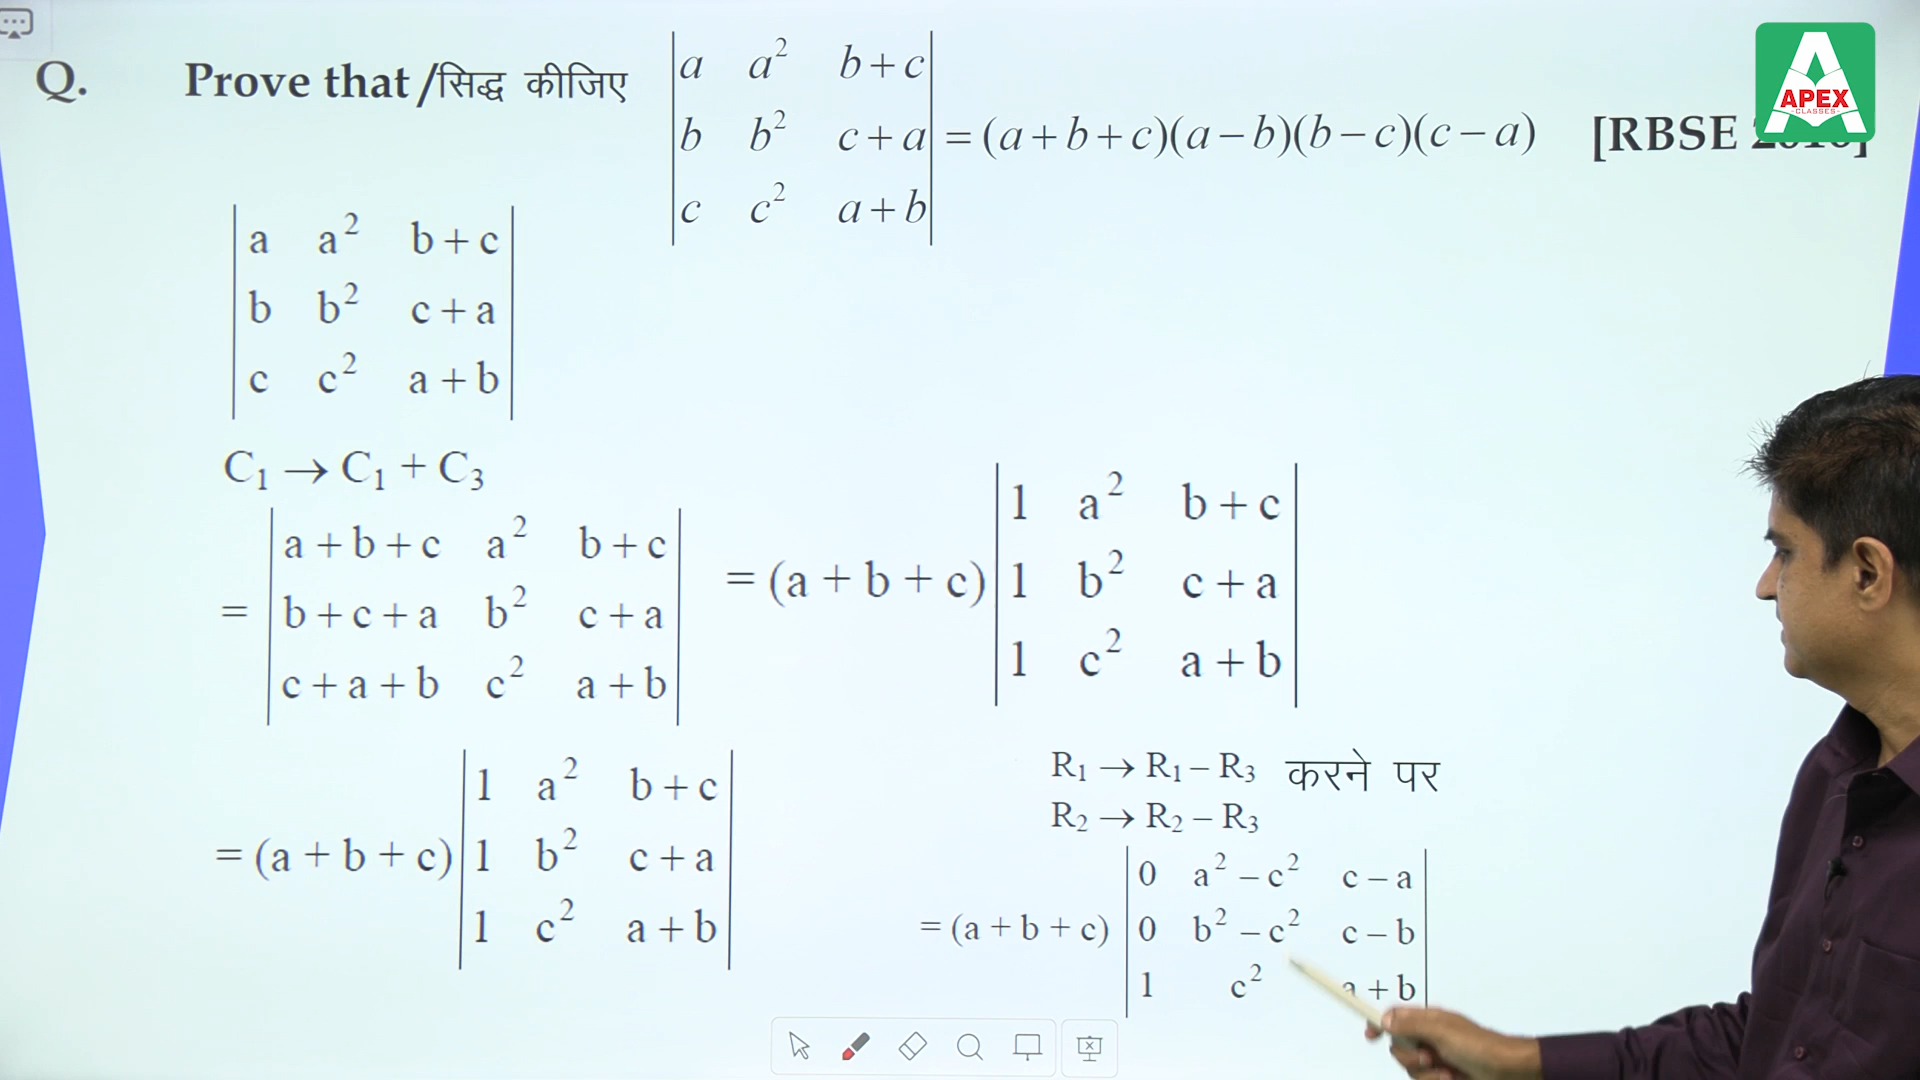 Q. Prove that /सिद्ध कीजिए | a a² b+c |
| b b² c+a | = (a+b+c)(a−b)(b−c)(c−a) [RBSE
| c c² a+b |
APEX
CLASSES
| a a² b+c |
| b b² c+a |
| c c² a+b |
C₁ → C₁ + C₃
| a+b+c a² b+c |
= | b+c+a b² c+a |
| c+a+b c² a+b |
| 1 a² b+c |
= (a+b+c) | 1 b² c+a |
| 1 c² a+b |
| 1 a² b+c |
= (a+b+c) | 1 b² c+a |
| 1 c² a+b |
R₁ → R₁ – R₃ करने पर
R₂ → R₂ – R₃
| 0 a² – c² c – a |
= (a + b + c) | 0 b² – c² c – b |
| 1 c² a + b |